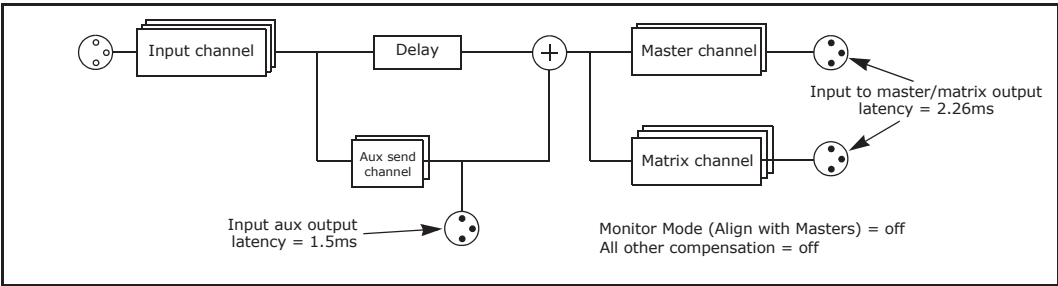 Input channel
Delay
Master channel
Input to master/matrix output
latency = 2.26ms
Aux send
channel
Matrix channel
Input aux output
latency = 1.5ms
Monitor Mode (Align with Masters) = off
All other compensation = off